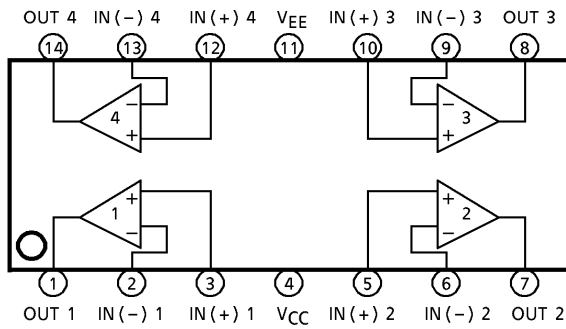 OUT 4 IN(−)4 IN(+)4 VEE IN(+)3 IN(−)3 OUT 3
14 13 12 11 10 9 8
− −
4 3
+ +
+ +
1 2
− −
1 2 3 4 5 6 7
OUT 1 IN(−)1 IN(+)1 VCC IN(+)2 IN(−)2 OUT 2